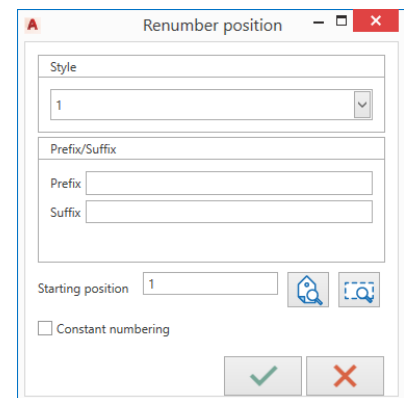 A
Renumber position
Style
1
Prefix/Suffix
Prefix
Suffix
Starting position 1
Constant numbering